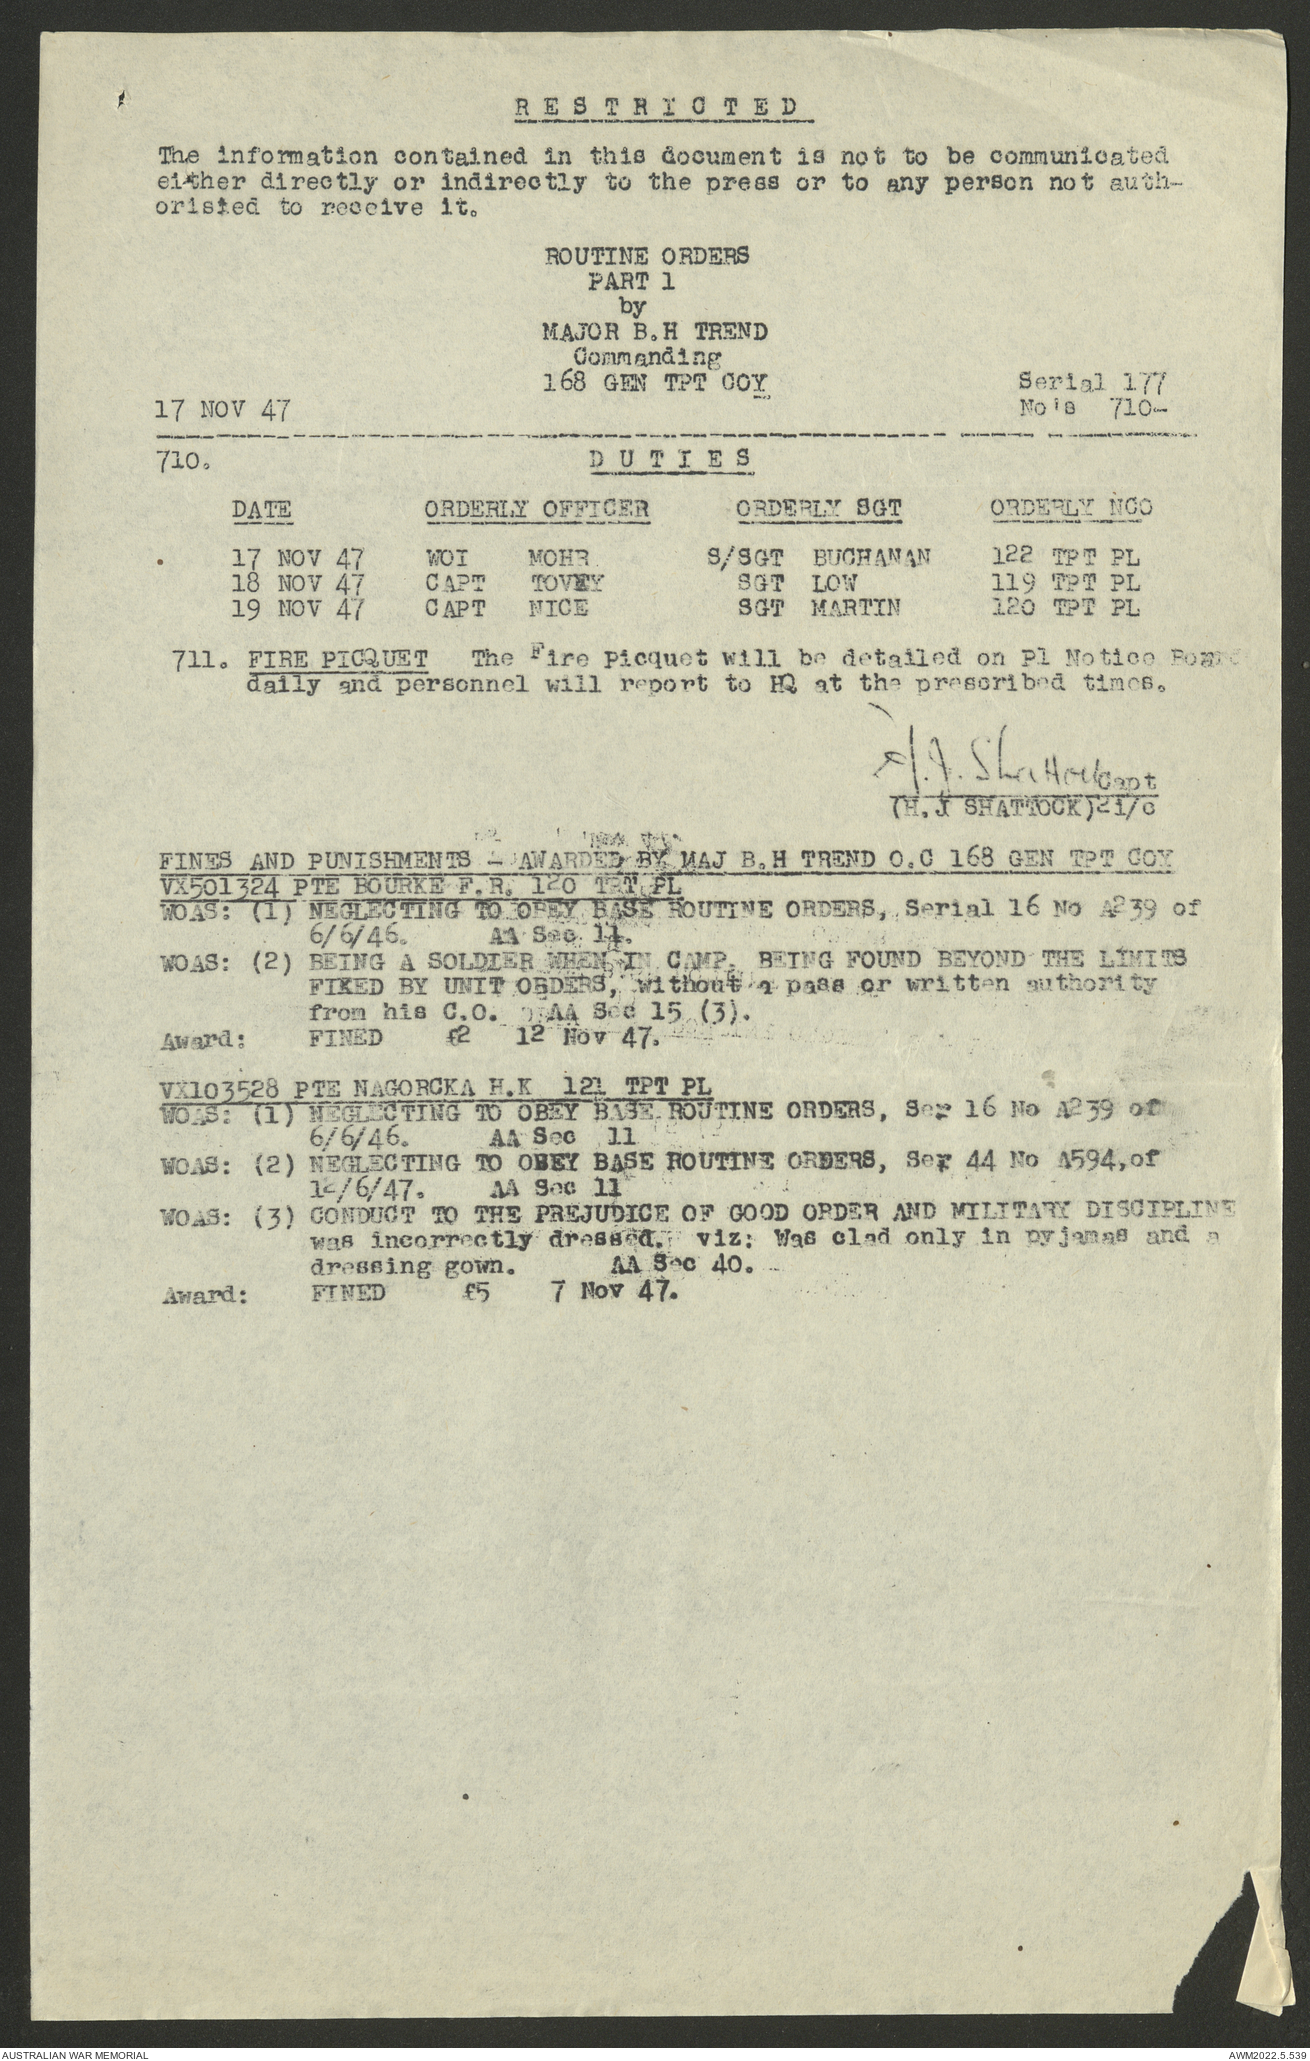 R E S T R I C T E D
The information contained in this document is not to be communicated
either directly or indirectly to the press or to any person not auth-
orisied to receive it.
ROUTINE ORDERS
PART 1
by
MAJOR B.H TREND
Commanding
168 GEN TPT COY
Serial 177
17 NOV 47
No's 710-
710. D U T I E S
DATE ORDERLY OFFICER ORDERLY SGT ORDERLY NCO
17 NOV 47 WOI MOHR S/SGT BUCHANAN 122 TPT PL
18 NOV 47 CAPT TOVEY SGT LOW 119 TPT PL
19 NOV 47 CAPT NICE SGT MARTIN 120 TPT PL
711. FIRE PICQUET The Fire Picquet will be detailed on Pl Notice Board
daily and personnel will report to HQ at the prescribed times.
H.J. Shattock Capt
(H.J SHATTOCK) 2i/c
FINES AND PUNISHMENTS - AWARDED BY MAJ B.H TREND O.C 168 GEN TPT COY
VX501324 PTE BOURKE F.R. 120 TPT PL
WOAS: (1) NEGLECTING TO OBEY BASE ROUTINE ORDERS, Serial 16 No A239 of
6/6/46. AA Sec 11.
WOAS: (2) BEING A SOLDIER WHEN IN CAMP, BEING FOUND BEYOND THE LIMITS
FIXED BY UNIT ORDERS, without a pass or written authority
from his C.O. AA Sec 15 (3).
Award: FINED £2 12 Nov 47.
VX103528 PTE NAGORCKA H.K 121 TPT PL
WOAS: (1) NEGLECTING TO OBEY BASE ROUTINE ORDERS, Ser 16 No A239 of
6/6/46. AA Sec 11
WOAS: (2) NEGLECTING TO OBEY BASE ROUTINE ORDERS, Ser 44 No A594, of
12/6/47. AA Sec 11
WOAS: (3) CONDUCT TO THE PREJUDICE OF GOOD ORDER AND MILITARY DISCIPLINE
was incorrectly dressed. viz: Was clad only in pyjamas and a
dressing gown. AA Sec 40.
Award: FINED £5 7 Nov 47.
AUSTRALIAN WAR MEMORIAL
AWM2022.5.539